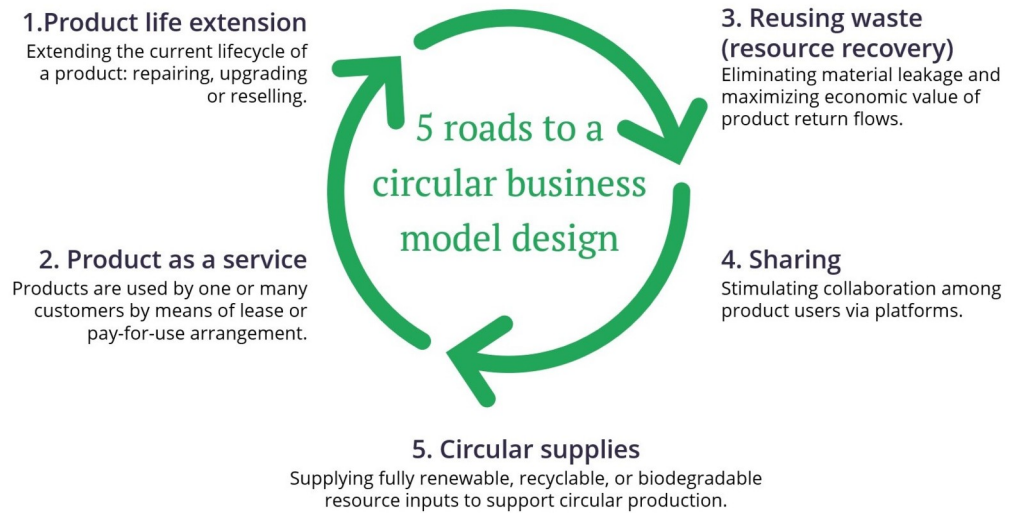 1.Product life extension
Extending the current lifecycle of
a product: repairing, upgrading
or reselling.
2. Product as a service
Products are used by one or many
customers by means of lease or
pay-for-use arrangement.
5 roads to a
circular business
model design
3. Reusing waste
(resource recovery)
Eliminating material leakage and
maximizing economic value of
product return flows.
4. Sharing
Stimulating collaboration among
product users via platforms.
5. Circular supplies
Supplying fully renewable, recyclable, or biodegradable
resource inputs to support circular production.